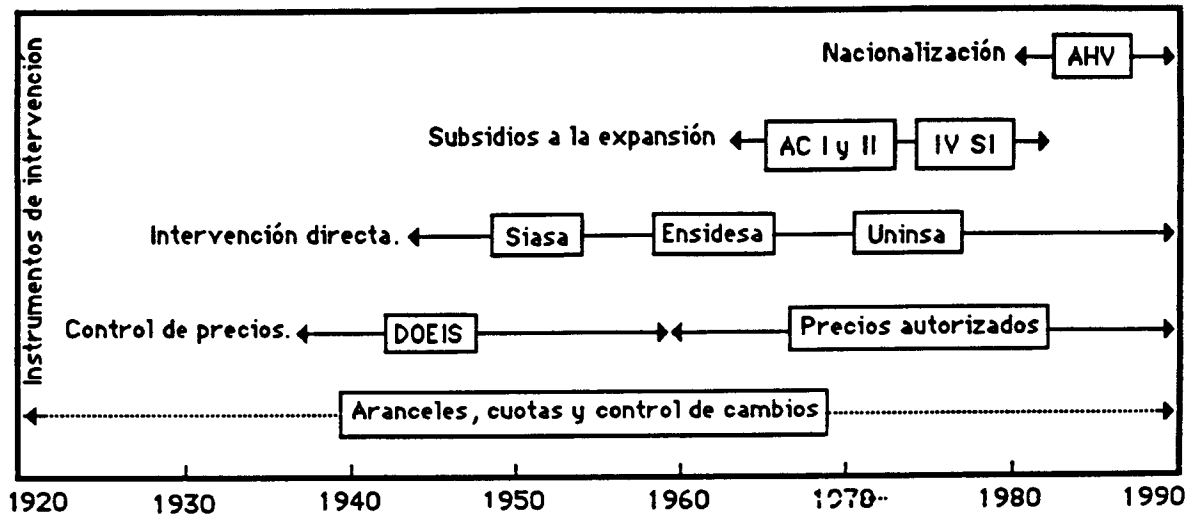 Instrumentos de intervención
Nacionalización AHV
Subsidios a la expansión AC I y II IV SI
Intervención directa. Siasa Ensidesa Uninsa
Control de precios. DOEIS Precios autorizados
Aranceles, cuotas y control de cambios
1920 1930 1940 1950 1960 1970 1980 1990